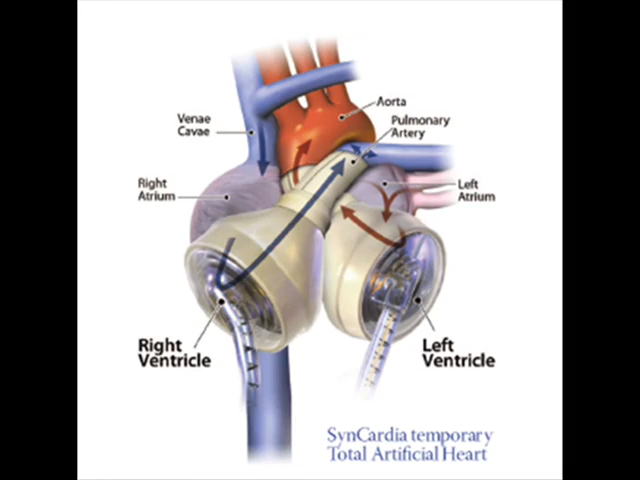 Aorta
Venae
Cavae
Pulmonary
Artery
Right
Atrium
Left
Atrium
Right
Ventricle
Left
Ventricle
SynCardia temporary
Total Artificial Heart